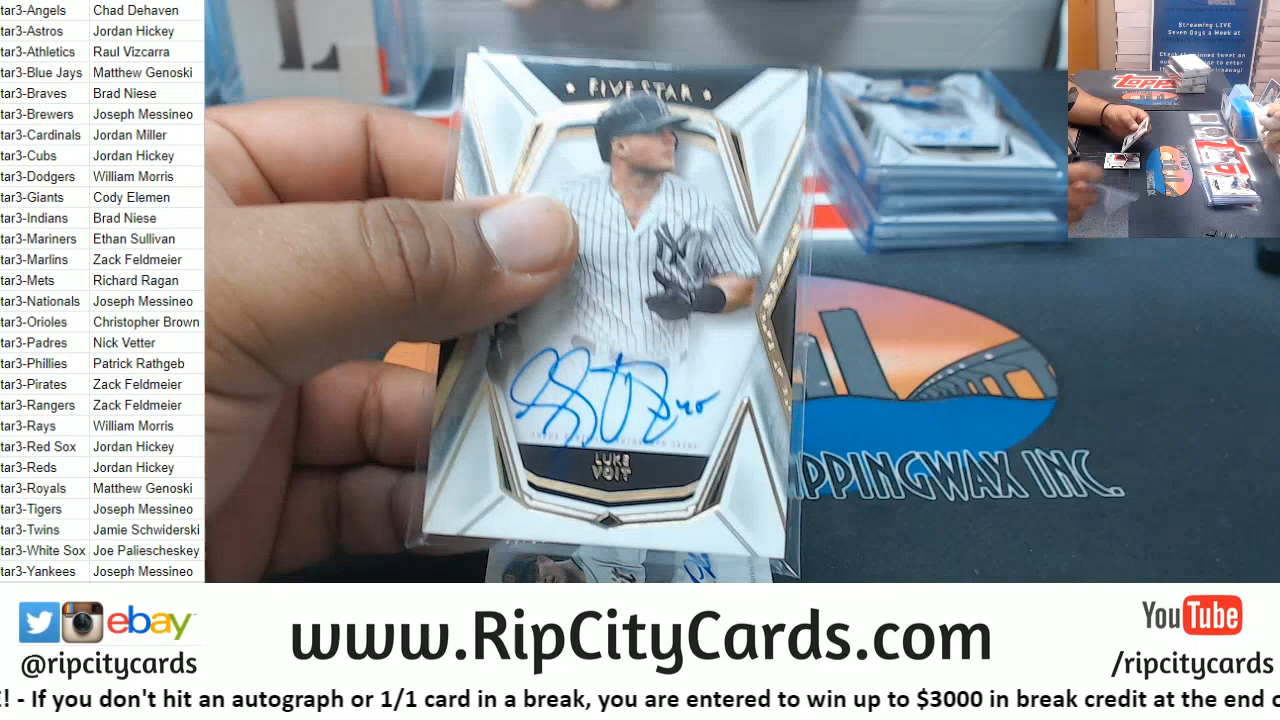 tar3-Angels Chad Dehaven
tar3-Astros Jordan Hickey
tar3-Athletics Raul Vizcarra
tar3-Blue Jays Matthew Genoski
tar3-Braves Brad Niese
tar3-Brewers Joseph Messineo
tar3-Cardinals Jordan Miller
tar3-Cubs Jordan Hickey
tar3-Dodgers William Morris
tar3-Giants Cody Elemen
tar3-Indians Brad Niese
tar3-Mariners Ethan Sullivan
tar3-Marlins Zack Feldmeier
tar3-Mets Richard Ragan
tar3-Nationals Joseph Messineo
tar3-Orioles Christopher Brown
tar3-Padres Nick Vetter
tar3-Phillies Patrick Rathgeb
tar3-Pirates Zack Feldmeier
tar3-Rangers Zack Feldmeier
tar3-Rays William Morris
tar3-Red Sox Jordan Hickey
tar3-Reds Jordan Hickey
tar3-Royals Matthew Genoski
tar3-Tigers Joseph Messineo
tar3-Twins Jamie Schwiderski
tar3-White Sox Joe Paliescheskey
tar3-Yankees Joseph Messineo
FIVE STAR
NY
LUKE
VOIT
PPINGWAX INC.
Streaming LIVE
Seven Days a Week at
topps
ebay
@ripcitycards
www.RipCityCards.com
YouTube
/ripcitycards
E! - If you don't hit an autograph or 1/1 card in a break, you are entered to win up to $3000 in break credit at the end o